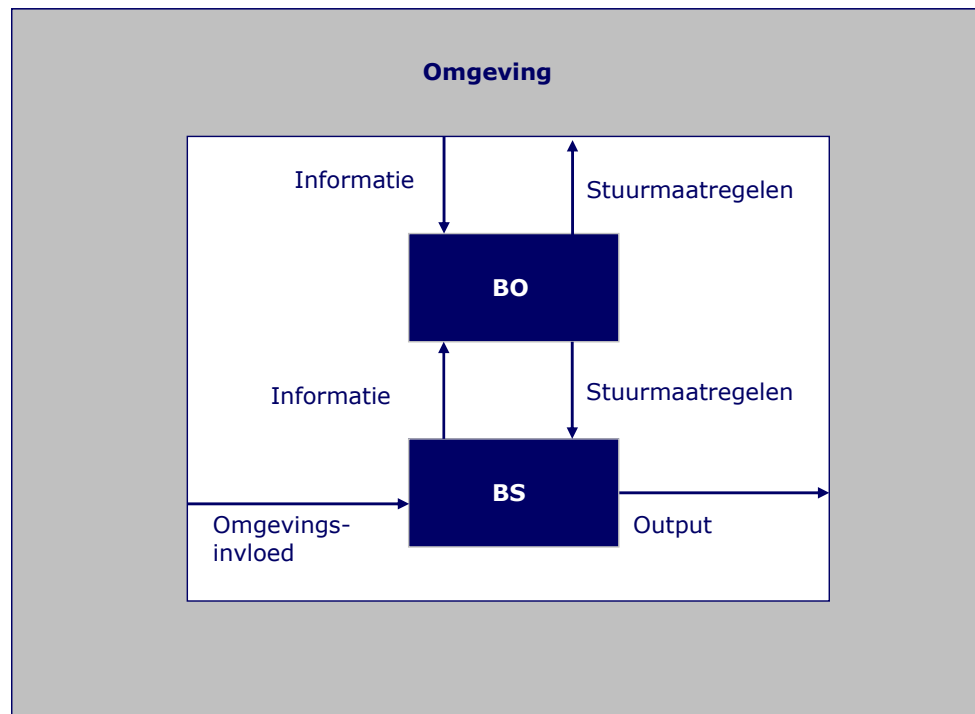 Omgeving
Informatie
Stuurmaatregelen
BO
Informatie
Stuurmaatregelen
BS
Omgevings-
invloed
Output